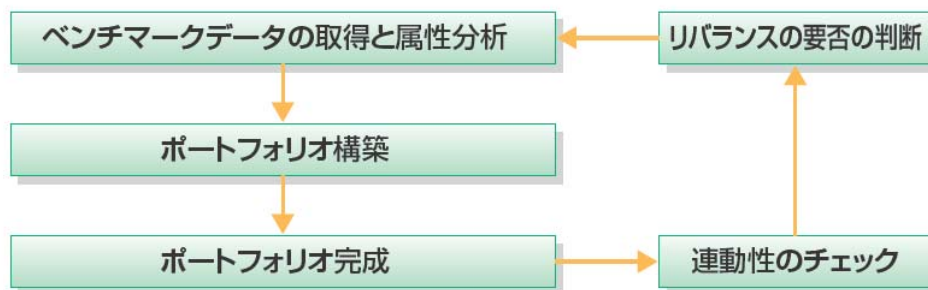 ベンチマークデータの取得と属性分析
リバランスの要否の判断
ポートフォリオ構築
ポートフォリオ完成
連動性のチェック